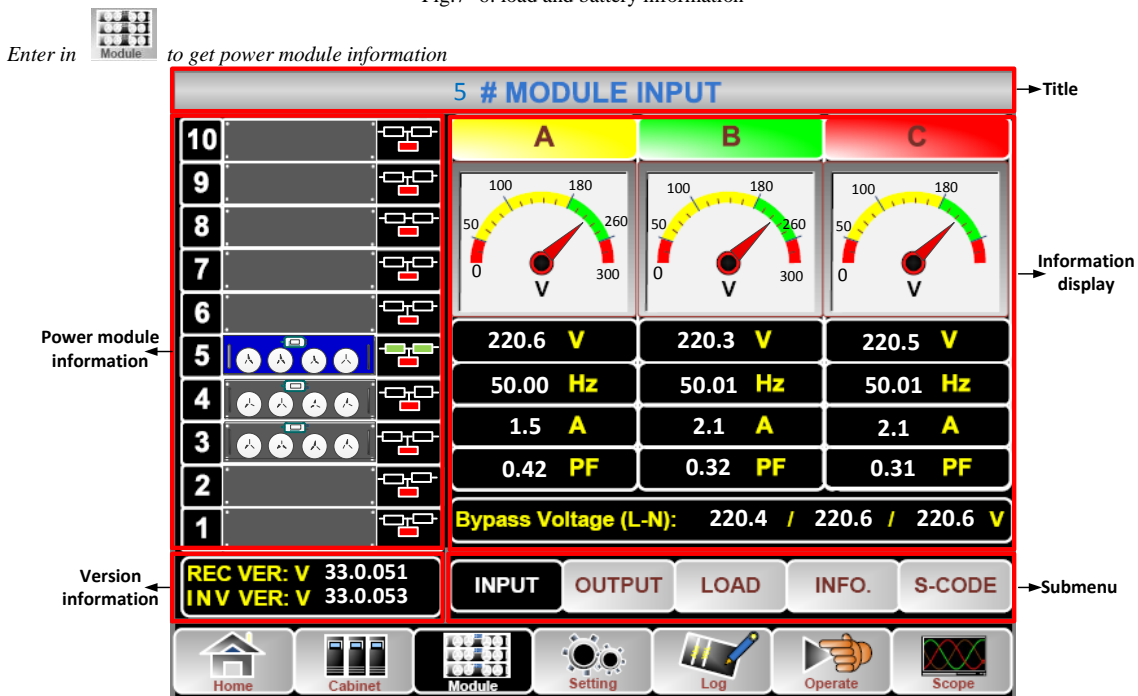 Enter in Module to get power module information
5 # MODULE INPUT
Title
10
9
8
7
6
5
4
3
2
1
Power module
information
A B C
50 100 180 260
0 300
V
50 100 180 260
0 300
V
50 100 180
0
V
220.6 V 220.3 V 220.5 V
50.00 Hz 50.01 Hz 50.01 Hz
1.5 A 2.1 A 2.1 A
0.42 PF 0.32 PF 0.31 PF
Bypass Voltage (L-N): 220.4 / 220.6 / 220.6 V
Information
display
Version
information
REC VER: V 33.0.051
INV VER: V 33.0.053
INPUT OUTPUT LOAD INFO. S-CODE
Submenu
Home Cabinet Module Setting Log Operate Scope